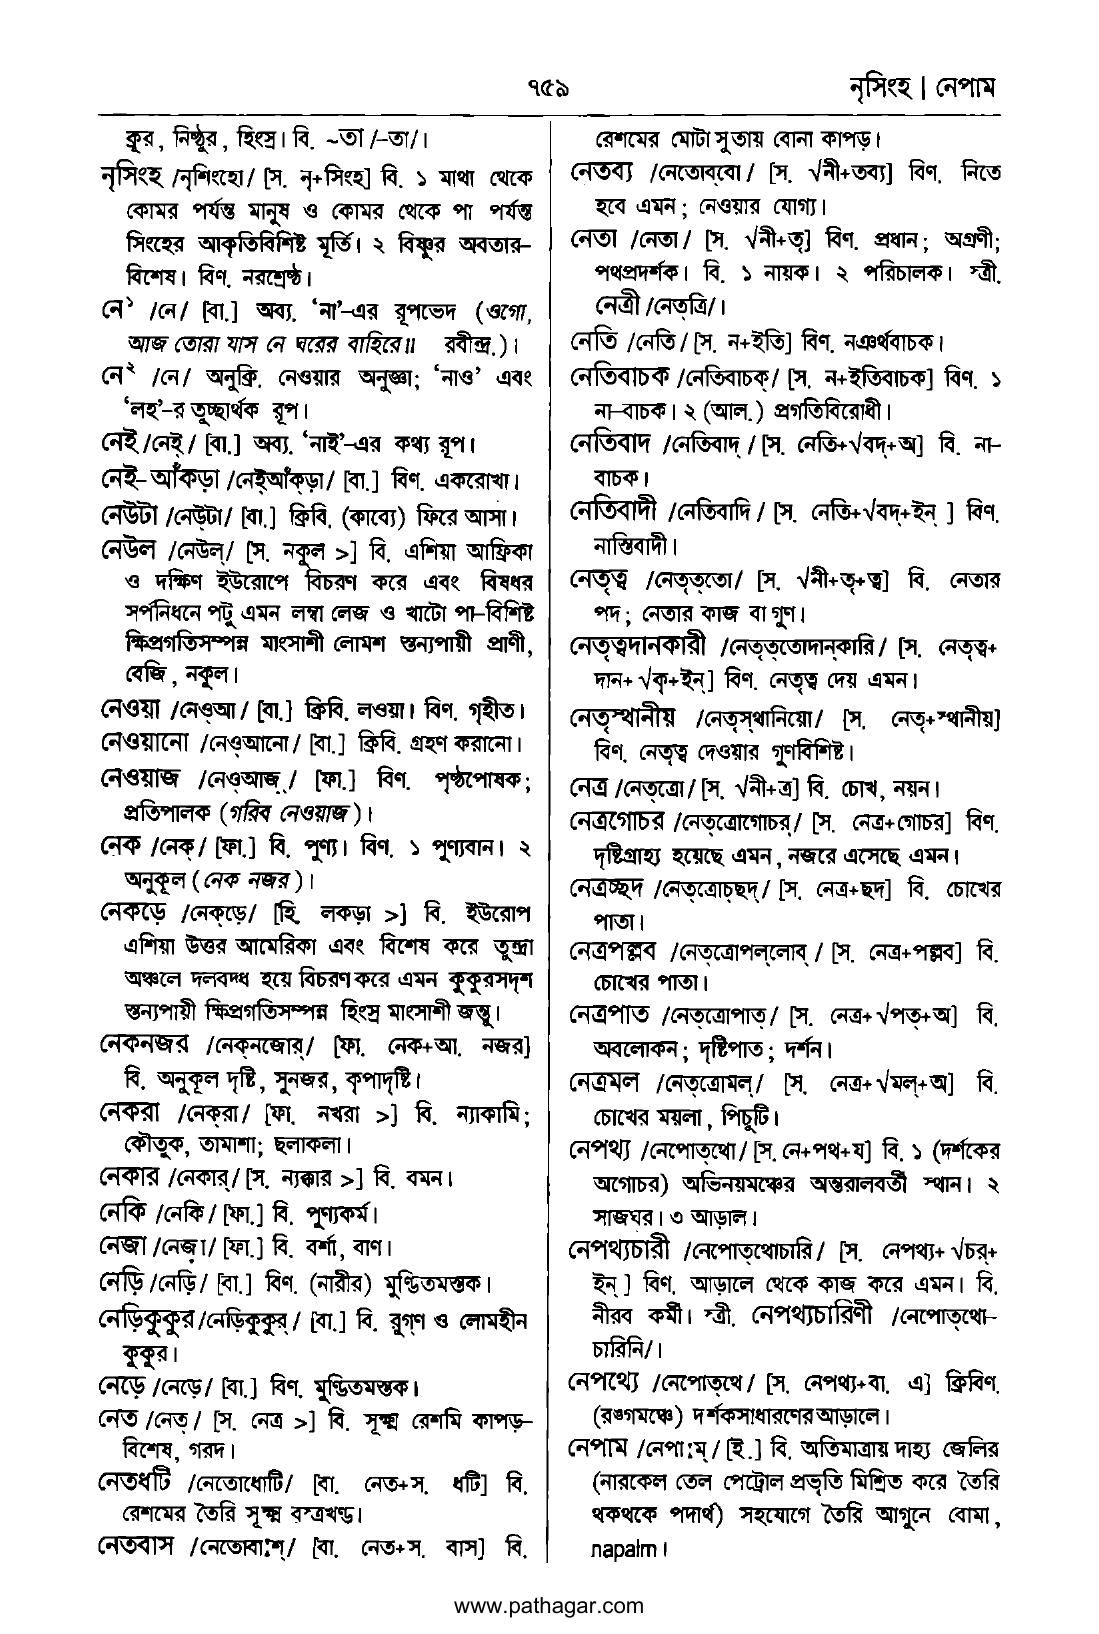 ৭৫৯
নৃসিংহ | নেপাম
ক্রূর, নিষ্ঠুর, হিংস্র। বি. ~তা /-তা/।
নৃসিংহ /নৃশিংহো/ [স. নৃ+সিংহ] বি. ১ মাথা থেকে
কোমর পর্যন্ত মানুষ ও কোমর থেকে পা পর্যন্ত
সিংহের আকৃতিবিশিষ্ট মূর্তি। ২ বিষ্ণুর অবতার-
বিশেষ। বিণ. নরশ্রেষ্ঠ।
নে১ /নে/ [বা.] অব্য. ‘না’-এর রূপভেদ (ওগো,
আজ তোরা যাস নে ঘরের বাহিরে॥ রবীন্দ্র.)।
নে২ /নে/ অনুক্রি. নেওয়ার অনুজ্ঞা; ‘নাও’ এবং
‘লহ’-র তুচ্ছার্থক রূপ।
নেই /নেই্/ [বা.] অব্য. ‘নাই’-এর কথ্য রূপ।
নেই-আঁকড়া /নেই্আঁক্‌ড়া/ [বা.] বিণ. একরোখা।
নেউটা /নেউ্টা/ [বা.] ক্রিবি. (কাব্যে) ফিরে আসা।
নেউল /নেউল্/ [স. নকুল >] বি. এশিয়া আফ্রিকা
ও দক্ষিণ ইউরোপে বিচরণ করে এবং বিষধর
সর্পনিধনে পটু এমন লম্বা লেজ ও খাটো পা-বিশিষ্ট
ক্ষিপ্রগতিসম্পন্ন মাংসাশী লোমশ স্তন্যপায়ী প্রাণী,
বেজি, নকুল।
নেওয়া /নেও্আ/ [বা.] ক্রিবি. লওয়া। বিণ. গৃহীত।
নেওয়ানো /নেও্আনো/ [বা.] ক্রিবি. গ্রহণ করানো।
নেওয়াজ /নেও্আজ়্/ [ফা.] বিণ. পৃষ্ঠপোষক;
প্রতিপালক (গরিব নেওয়াজ)।
নেক /নেক্/ [ফা.] বি. পুণ্য। বিণ. ১ পুণ্যবান। ২
অনুকূল (নেক নজর)।
নেকড়ে /নেক্‌ড়ে/ [হি. লকড়া >] বি. ইউরোপ
এশিয়া উত্তর আমেরিকা এবং বিশেষ করে তুন্দ্রা
অঞ্চলে দলবদ্ধ হয়ে বিচরণ করে এমন কুকুরসদৃশ
স্তন্যপায়ী ক্ষিপ্রগতিসম্পন্ন হিংস্র মাংসাশী জন্তু।
নেকনজর /নেক্‌নজোর্/ [ফা. নেক+আ. নজর]
বি. অনুকূল দৃষ্টি, সুনজর, কৃপাদৃষ্টি।
নেকরা /নেক্‌রা/ [ফা. নখরা >] বি. ন্যাকামি;
কৌতুক, তামাশা; ছলাকলা।
নেকার /নেকার্/ [স. ন্যক্কার >] বি. বমন।
নেকি /নেকি/ [ফা.] বি. পুণ্যকর্ম।
নেজা /নেজ়া/ [ফা.] বি. বর্শা, বাণ।
নেড়ি /নেড়ি/ [বা.] বিণ. (নারীর) মুণ্ডিতমস্তক।
নেড়িকুকুর /নেড়িকুকুর্/ [বা.] বি. রুগ্‌ণ ও লোমহীন
কুকুর।
নেড়ে /নেড়ে/ [বা.] বিণ. মুণ্ডিতমস্তক।
নেত /নেত্/ [স. নেত্র >] বি. সূক্ষ্ম রেশমি কাপড়-
বিশেষ, গরদ।
নেতধটি /নেতোধোটি/ [বা. নেত+স. ধটি] বি.
রেশমের তৈরি সূক্ষ্ম বস্ত্রখণ্ড।
নেতবাস /নেতোবা:শ্/ [বা. নেত+স. বাস] বি.
রেশমের মোটা সুতায় বোনা কাপড়।
নেতব্য /নেতোব্‌বো/ [স. √নী+তব্য] বিণ. নিতে
হবে এমন; নেওয়ার যোগ্য।
নেতা /নেতা/ [স. √নী+তৃ] বিণ. প্রধান; অগ্রণী;
পথপ্রদর্শক। বি. ১ নায়ক। ২ পরিচালক। স্ত্রী.
নেত্রী /নেত্‌ত্রি/।
নেতি /নেতি/ [স. ন+ইতি] বিণ. নঞর্থবাচক।
নেতিবাচক /নেতিবাচক্/ [স. ন+ইতিবাচক] বিণ. ১
না-বাচক। ২ (আল.) প্রগতিবিরোধী।
নেতিবাদ /নেতিবাদ্/ [স. নেতি+√বদ্+অ] বি. না-
বাচক।
নেতিবাদী /নেতিবাদি/ [স. নেতি+√বদ্+ইন্] বিণ.
নাস্তিবাদী।
নেতৃত্ব /নেতৃত্‌তো/ [স. √নী+তৃ+ত্ব] বি. নেতার
পদ; নেতার কাজ বা গুণ।
নেতৃত্বদানকারী /নেতৃত্‌তোদান্‌কারি/ [স. নেতৃত্ব+
দান+√কৃ+ইন্] বিণ. নেতৃত্ব দেয় এমন।
নেতৃস্থানীয় /নেতৃস্‌থানিয়ো/ [স. নেতৃ+স্থানীয়]
বিণ. নেতৃত্ব দেওয়ার গুণবিশিষ্ট।
নেত্র /নেত্‌ত্রো/ [স. √নী+ত্র] বি. চোখ, নয়ন।
নেত্রগোচর /নেত্‌ত্রোগোচর্/ [স. নেত্র+গোচর] বিণ.
দৃষ্টিগ্রাহ্য হয়েছে এমন, নজরে এসেছে এমন।
নেত্রচ্ছদ /নেত্‌ত্রোচ্‌ছদ্/ [স. নেত্র+ছদ] বি. চোখের
পাতা।
নেত্রপল্লব /নেত্‌ত্রোপল্‌লোব্/ [স. নেত্র+পল্লব] বি.
চোখের পাতা।
নেত্রপাত /নেত্‌ত্রোপাত্/ [স. নেত্র+√পত্+অ] বি.
অবলোকন; দৃষ্টিপাত; দর্শন।
নেত্রমল /নেত্‌ত্রোমল্/ [স. নেত্র+√মল্+অ] বি.
চোখের ময়লা, পিচুটি।
নেপথ্য /নেপোত্‌থো/ [স. নে+পথ+য] বি. ১ (দর্শকের
অগোচর) অভিনয়মঞ্চের অন্তরালবর্তী স্থান। ২
সাজঘর। ৩ আড়াল।
নেপথ্যচারী /নেপোত্‌থোচারি/ [স. নেপথ্য+√চর্+
ইন্] বিণ. আড়ালে থেকে কাজ করে এমন। বি.
নীরব কর্মী। স্ত্রী. নেপথ্যচারিণী /নেপোত্‌থো-
চারিনি/।
নেপথ্যে /নেপোত্‌থে/ [স. নেপথ্য+বা. এ] ক্রিবিণ.
(রঙ্গমঞ্চে) দর্শকসাধারণের আড়ালে।
নেপাম /নেপা:ম্/ [ই.] বি. অতিমাত্রায় দাহ্য জেলির
(নারকেল তেল পেট্রোল প্রভৃতি মিশ্রিত করে তৈরি
থকথকে পদার্থ) সহযোগে তৈরি আগুনে বোমা,
napalm।
www.pathagar.com